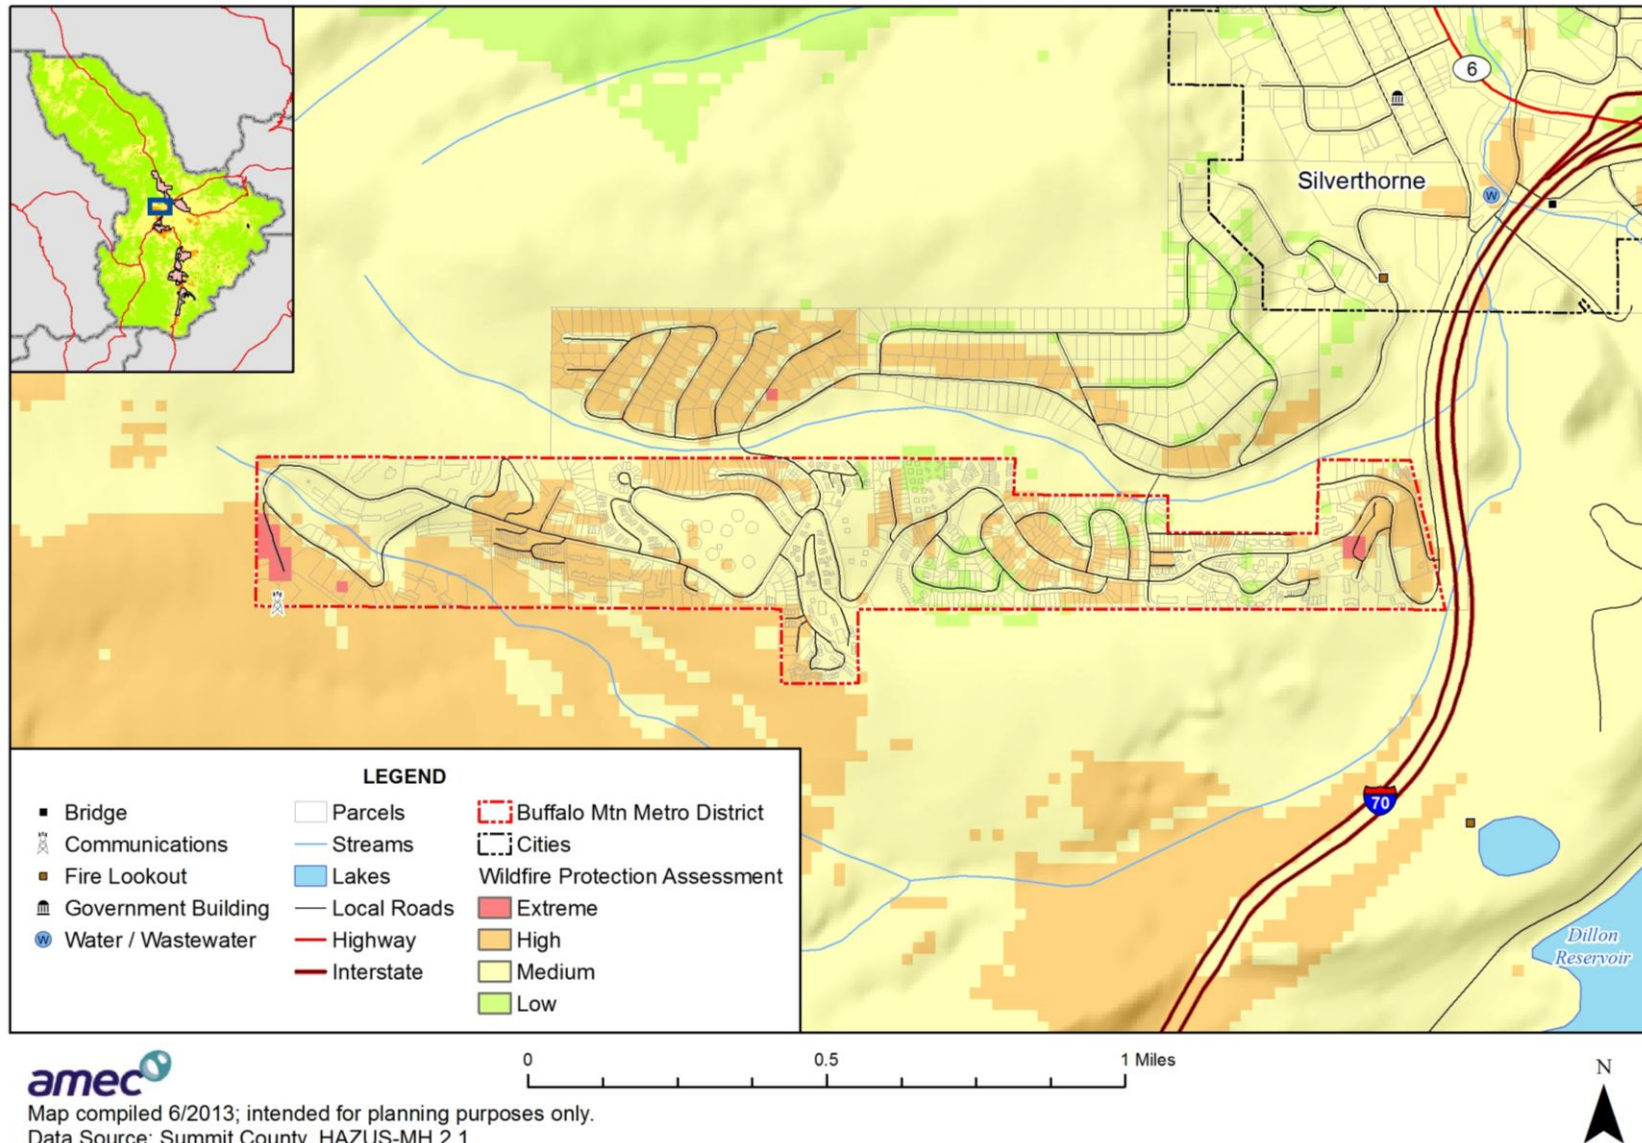 6
Silverthorne
W
70
Dillon
Reservoir
LEGEND
Bridge
Communications
Fire Lookout
Government Building
W Water / Wastewater
Parcels
Streams
Lakes
Local Roads
Highway
Interstate
Buffalo Mtn Metro District
Cities
Wildfire Protection Assessment
Extreme
High
Medium
Low
amec
0 0.5 1 Miles
N
Map compiled 6/2013; intended for planning purposes only.
Data Source: Summit County, HAZUS-MH 2.1